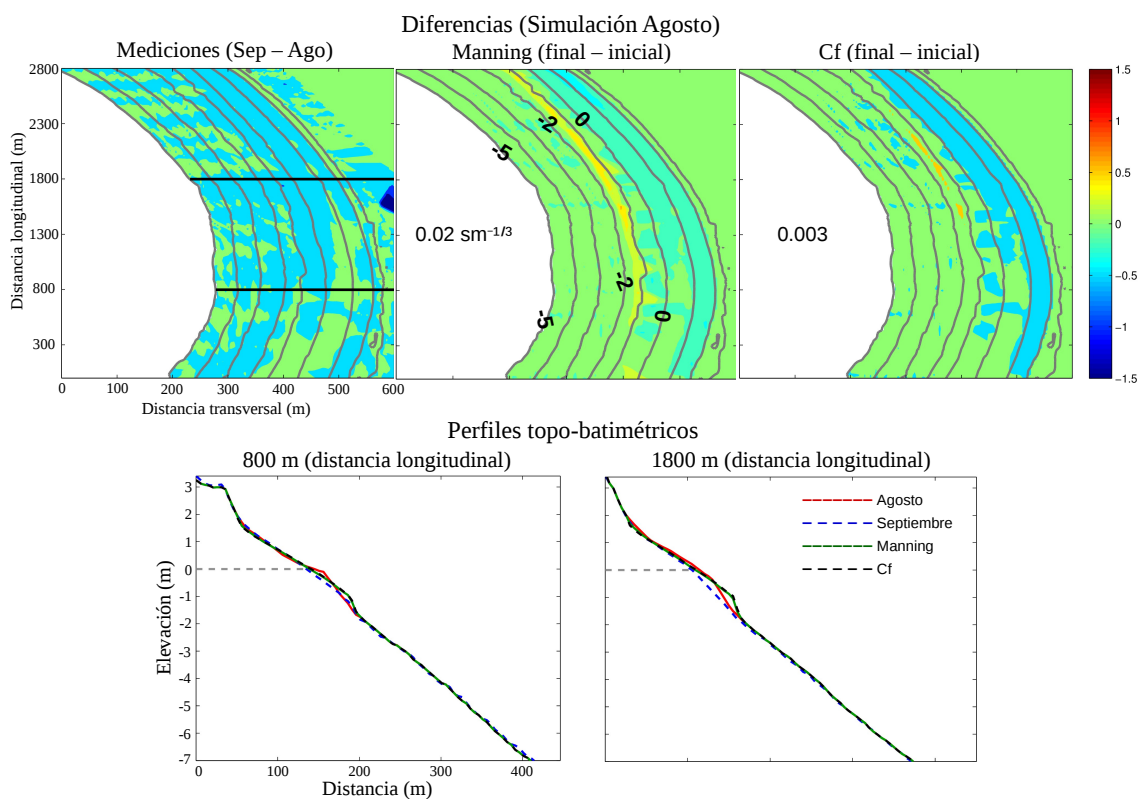 Diferencias (Simulación Agosto)
Mediciones (Sep – Ago)
Manning (final – inicial)
Cf (final – inicial)
Distancia longitudinal (m)
2800
2300
1800
1300
800
300
0 100 200 300 400 500 600
Distancia transversal (m)
-2
0
-5
0.02 sm⁻¹/³
-2
-5
0
0.003
1.5
1
0.5
0
−0.5
−1
−1.5
Perfiles topo-batimétricos
800 m (distancia longitudinal)
1800 m (distancia longitudinal)
Elevación (m)
3
2
1
0
-1
-2
-3
-4
-5
-6
-7
0 100 200 300 400
Distancia (m)
Agosto
Septiembre
Manning
Cf